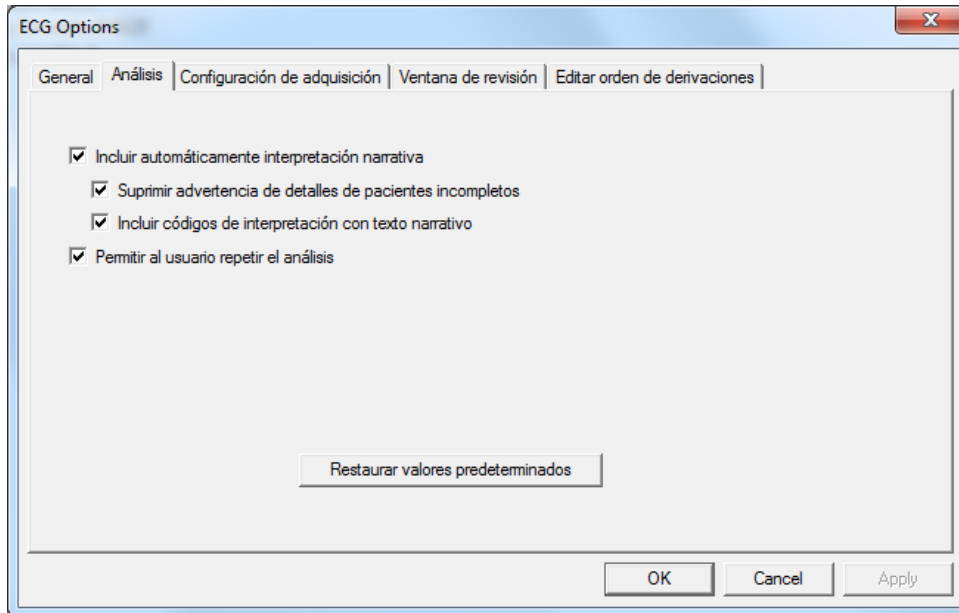 ECG Options
General Análisis Configuración de adquisición Ventana de revisión Editar orden de derivaciones
Incluir automáticamente interpretación narrativa
Suprimir advertencia de detalles de pacientes incompletos
Incluir códigos de interpretación con texto narrativo
Permitir al usuario repetir el análisis
Restaurar valores predeterminados
OK Cancel Apply